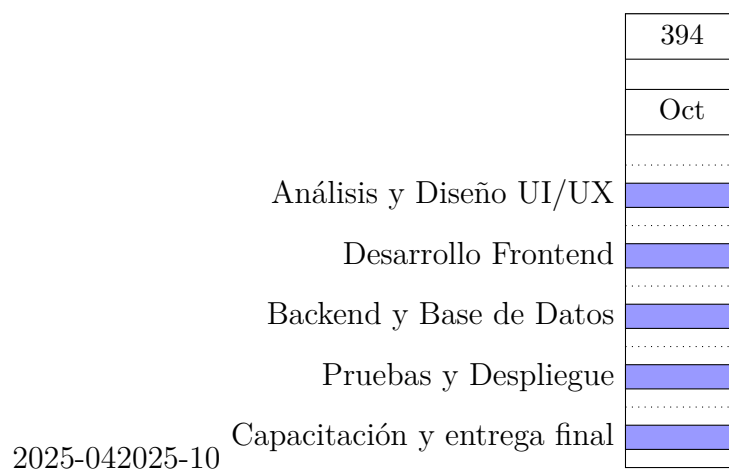 394
Oct
Análisis y Diseño UI/UX
Desarrollo Frontend
Backend y Base de Datos
Pruebas y Despliegue
Capacitación y entrega final
2025-042025-10